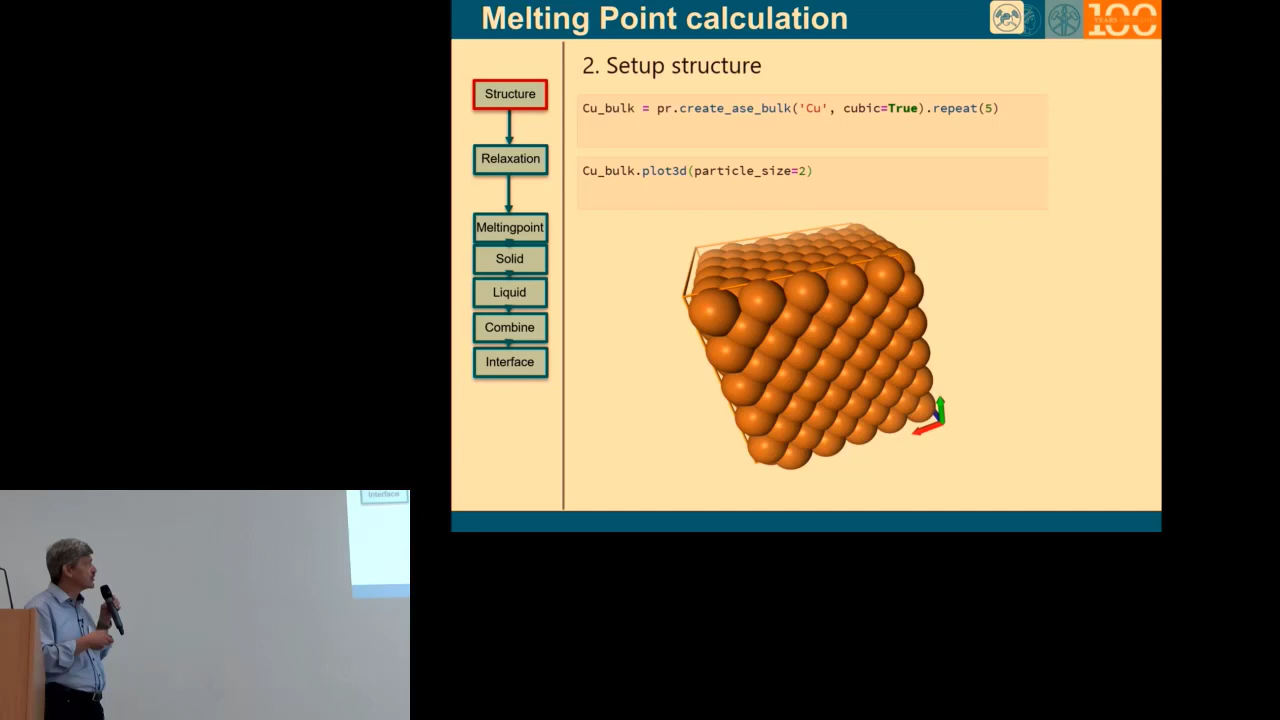 Melting Point calculation
100
2. Setup structure
Structure
Relaxation
Meltingpoint
Solid
Liquid
Combine
Interface
Cu_bulk = pr.create_ase_bulk('Cu', cubic=True).repeat(5)
Cu_bulk.plot3d(particle_size=2)
Interface